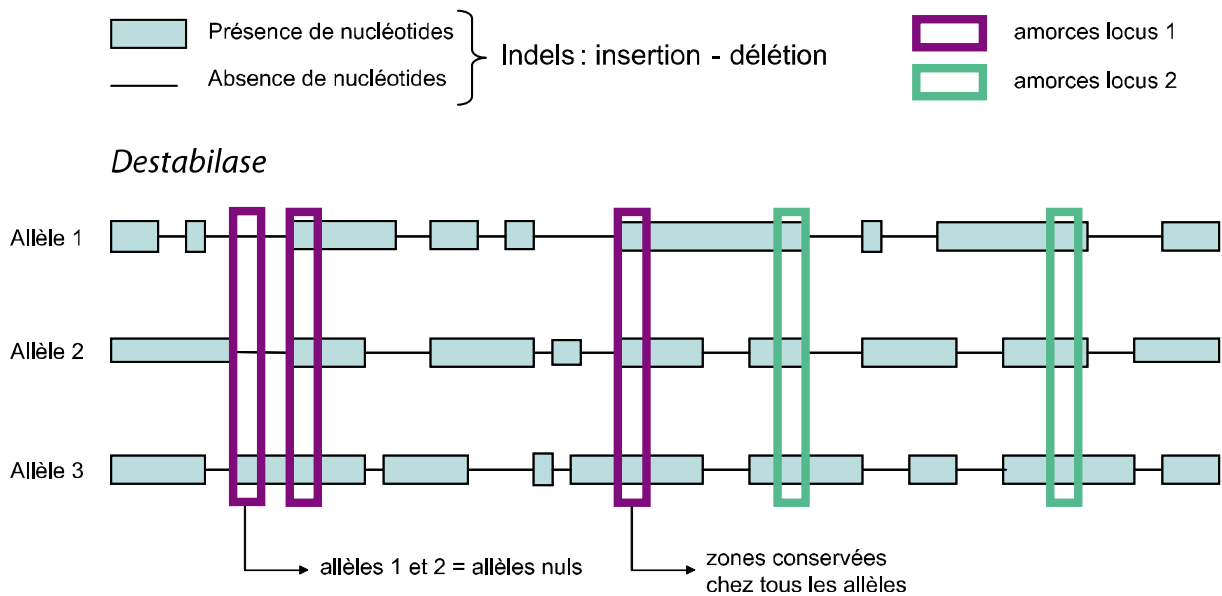 Présence de nucléotides
Absence de nucléotides
Indels : insertion - délétion
amorces locus 1
amorces locus 2
Destabilase
Allèle 1
Allèle 2
Allèle 3
allèles 1 et 2 = allèles nuls
zones conservées
chez tous les allèles